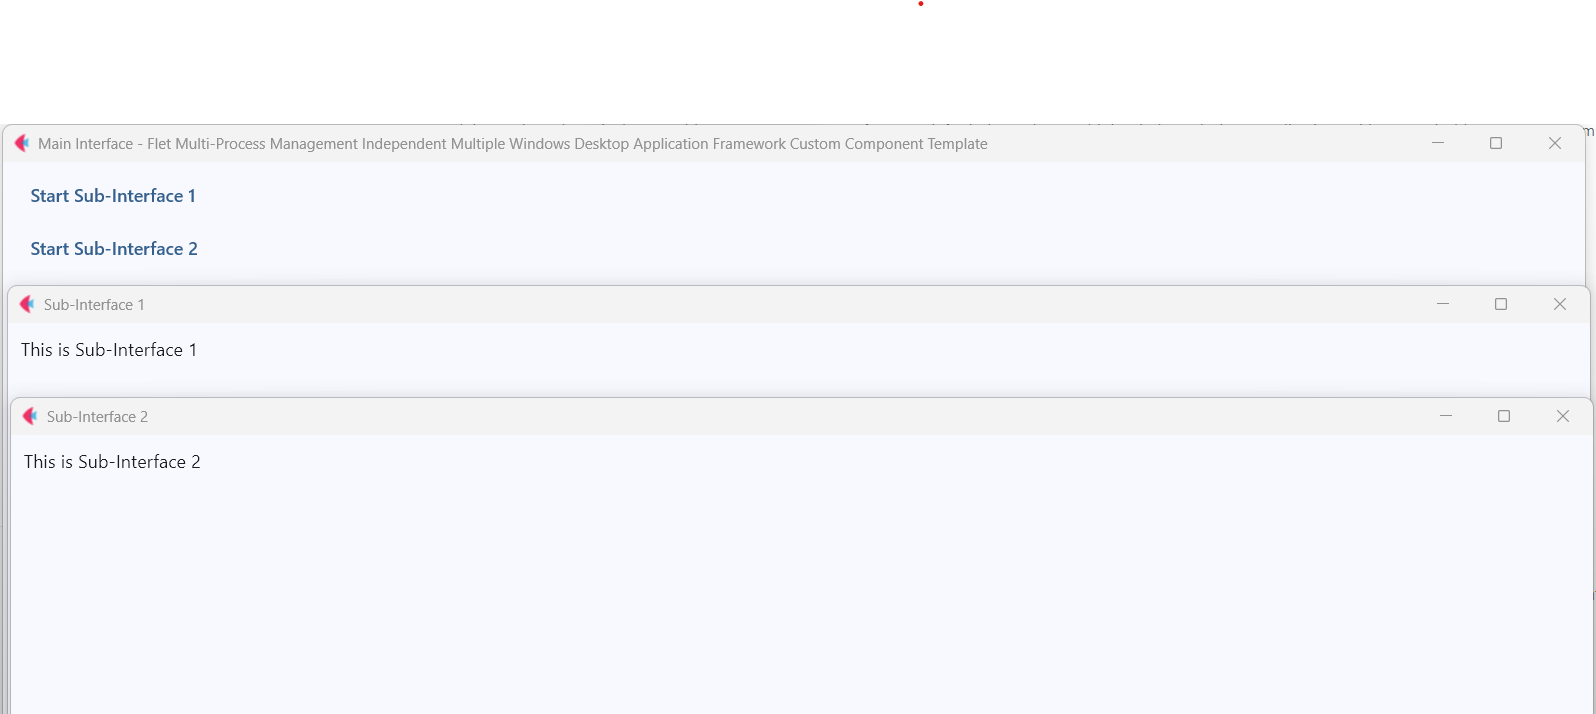 Main Interface - Flet Multi-Process Management Independent Multiple Windows Desktop Application Framework Custom Component Template
Start Sub-Interface 1
Start Sub-Interface 2
Sub-Interface 1
This is Sub-Interface 1
Sub-Interface 2
This is Sub-Interface 2